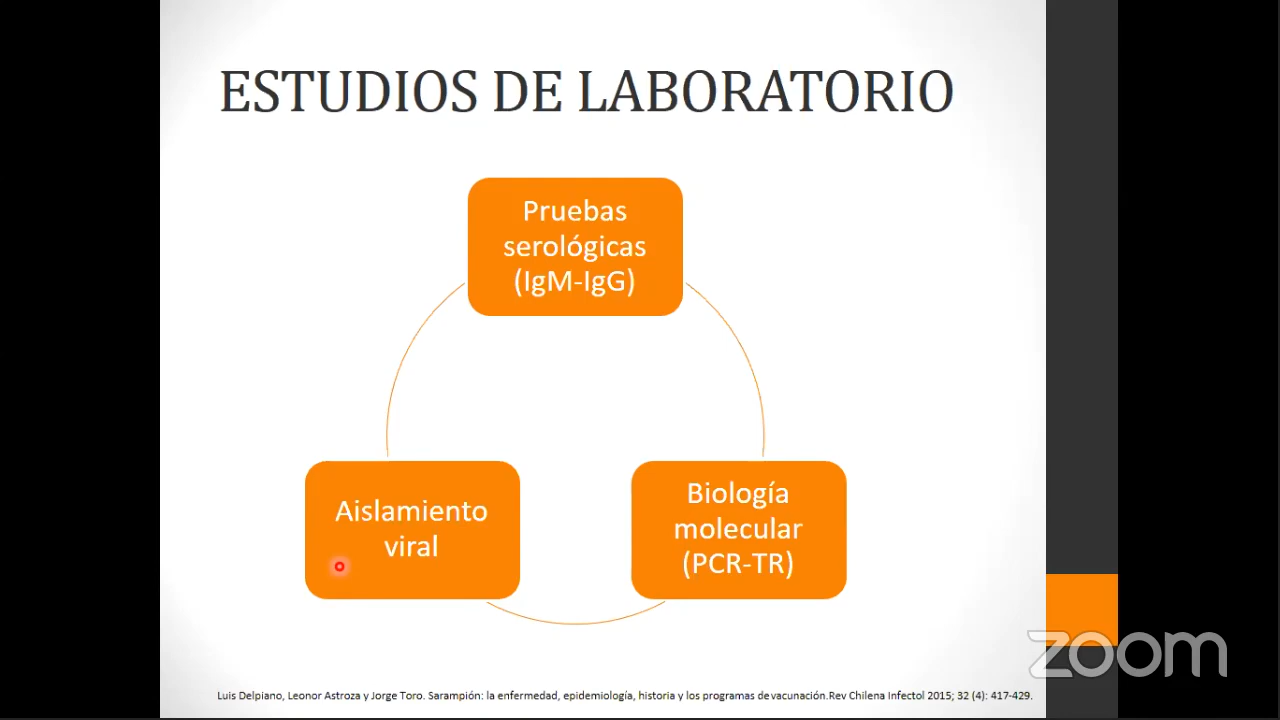 ESTUDIOS DE LABORATORIO
Pruebas
serológicas
(IgM-IgG)
Aislamiento
viral
Biología
molecular
(PCR-TR)
zoom
Luis Delpiano, Leonor Astroza y Jorge Toro. Sarampión: la enfermedad, epidemiología, historia y los programas de vacunación.Rev Chilena Infectol 2015; 32 (4): 417-429.